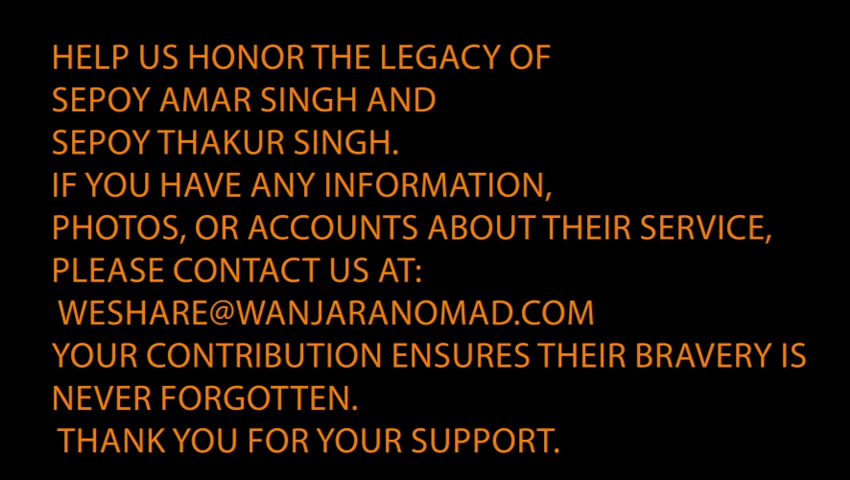 HELP US HONOR THE LEGACY OF
SEPOY AMAR SINGH AND
SEPOY THAKUR SINGH.
IF YOU HAVE ANY INFORMATION,
PHOTOS, OR ACCOUNTS ABOUT THEIR SERVICE,
PLEASE CONTACT US AT:
WESHARE@WANJARANOMAD.COM
YOUR CONTRIBUTION ENSURES THEIR BRAVERY IS
NEVER FORGOTTEN.
THANK YOU FOR YOUR SUPPORT.